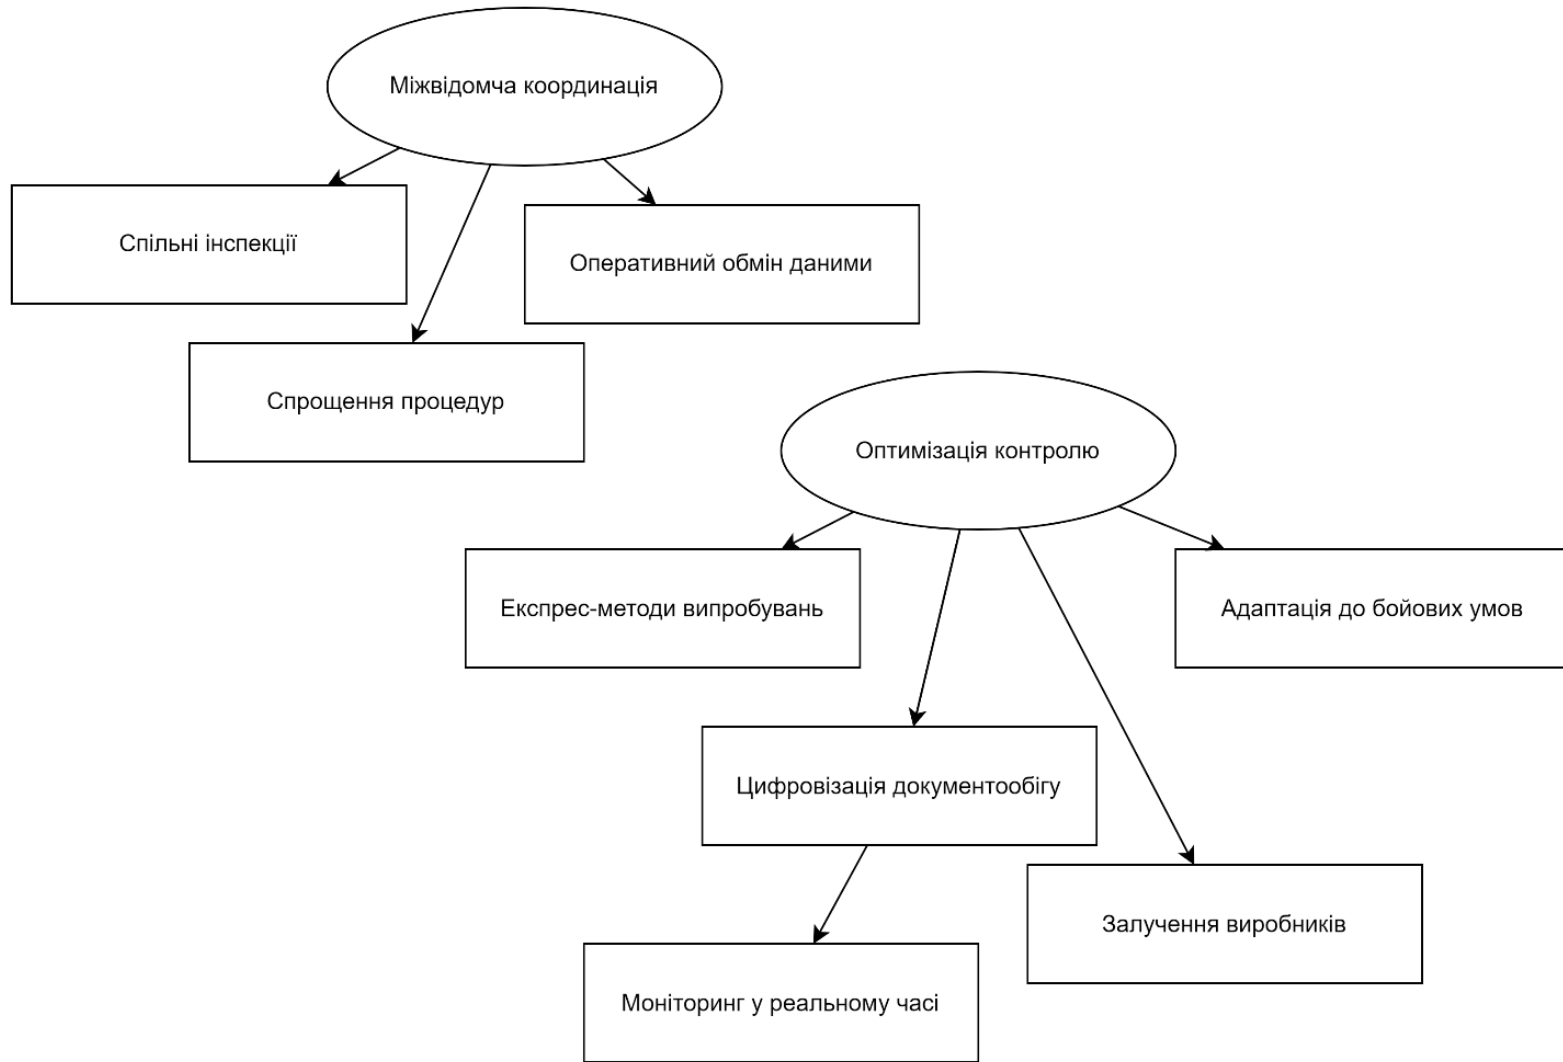 Міжвідомча координація
Спільні інспекції
Оперативний обмін даними
Спрощення процедур
Оптимізація контролю
Експрес-методи випробувань
Адаптація до бойових умов
Цифровізація документообігу
Залучення виробників
Моніторинг у реальному часі